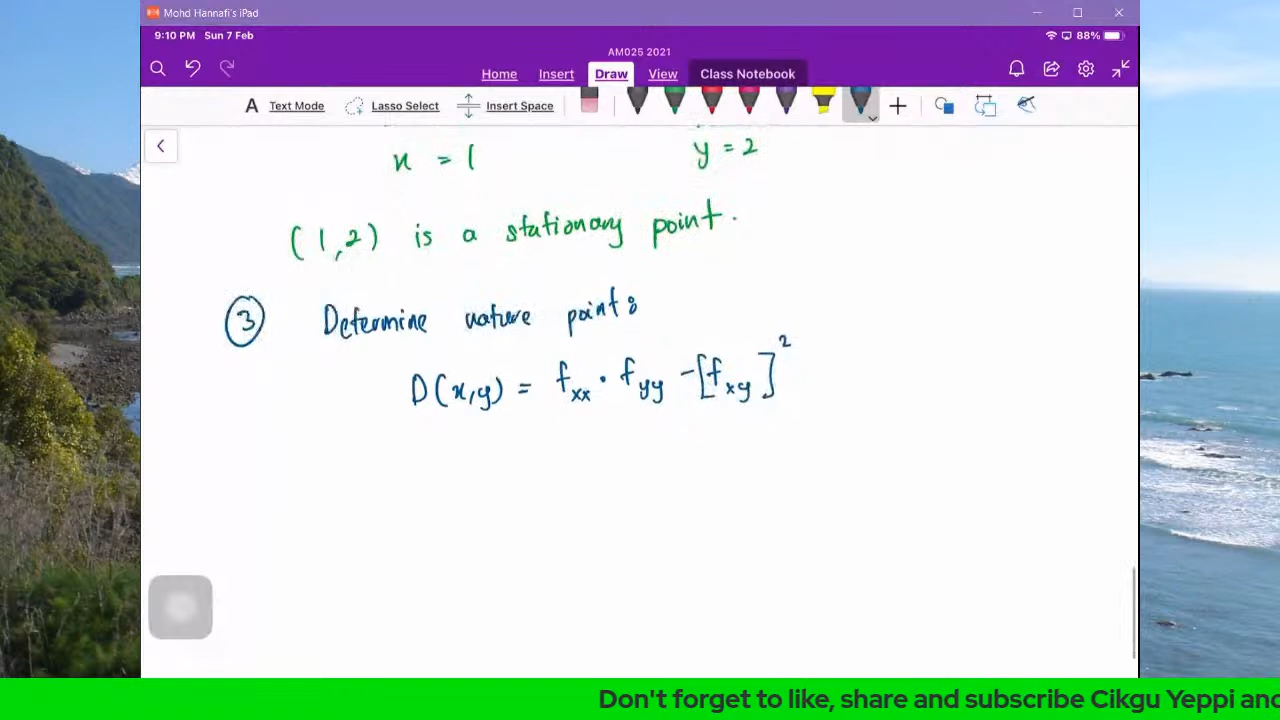 Mohd Hannafi's iPad
9:10 PM Sun 7 Feb
88%
AM025 2021
Home Insert Draw View Class Notebook
A Text Mode Lasso Select Insert Space
x = 1
y = 2
(1,2) is a stationary point.
③ Determine nature point:
D(x,y) = fxx · fyy - [fxy]²
Don't forget to like, share and subscribe Cikgu Yeppi and